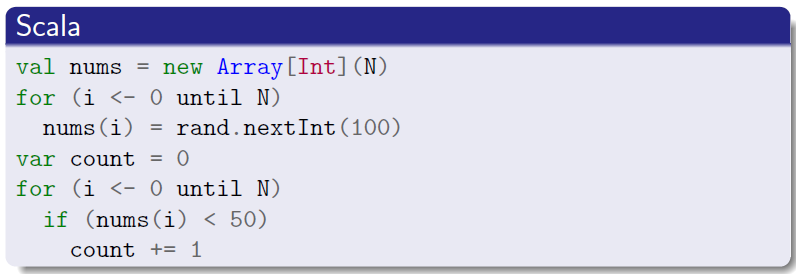 Scala
val nums = new Array[Int](N)
for (i <- 0 until N)
  nums(i) = rand.nextInt(100)
var count = 0
for (i <- 0 until N)
  if (nums(i) < 50)
    count += 1